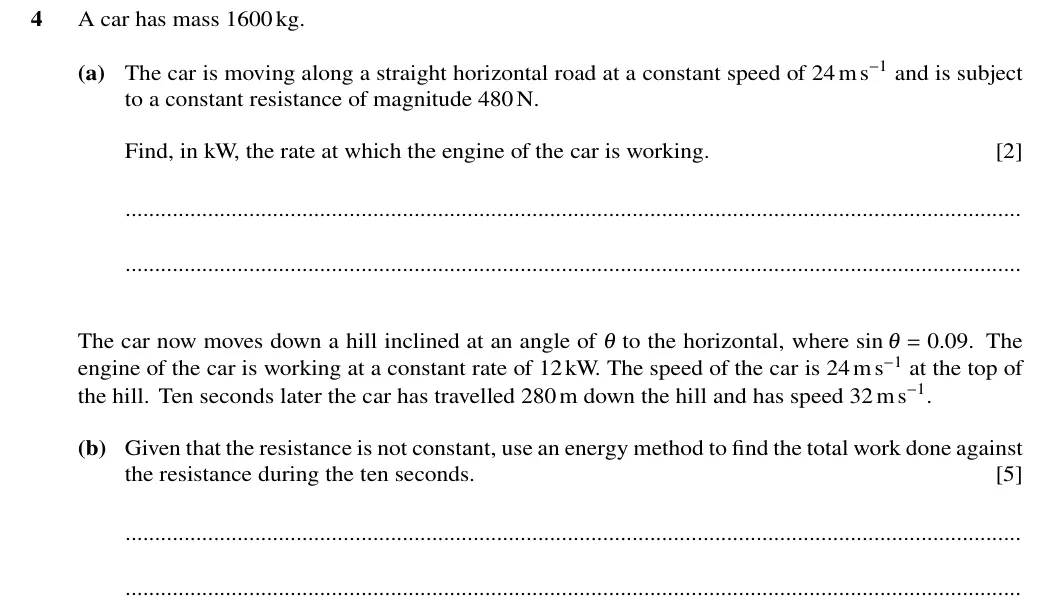 4 A car has mass 1600 kg.
(a) The car is moving along a straight horizontal road at a constant speed of 24 m s⁻¹ and is subject
to a constant resistance of magnitude 480 N.
Find, in kW, the rate at which the engine of the car is working. [2]
................................................................................
................................................................................
The car now moves down a hill inclined at an angle of θ to the horizontal, where sin θ = 0.09. The
engine of the car is working at a constant rate of 12 kW. The speed of the car is 24 m s⁻¹ at the top of
the hill. Ten seconds later the car has travelled 280 m down the hill and has speed 32 m s⁻¹.
(b) Given that the resistance is not constant, use an energy method to find the total work done against
the resistance during the ten seconds. [5]
................................................................................
................................................................................